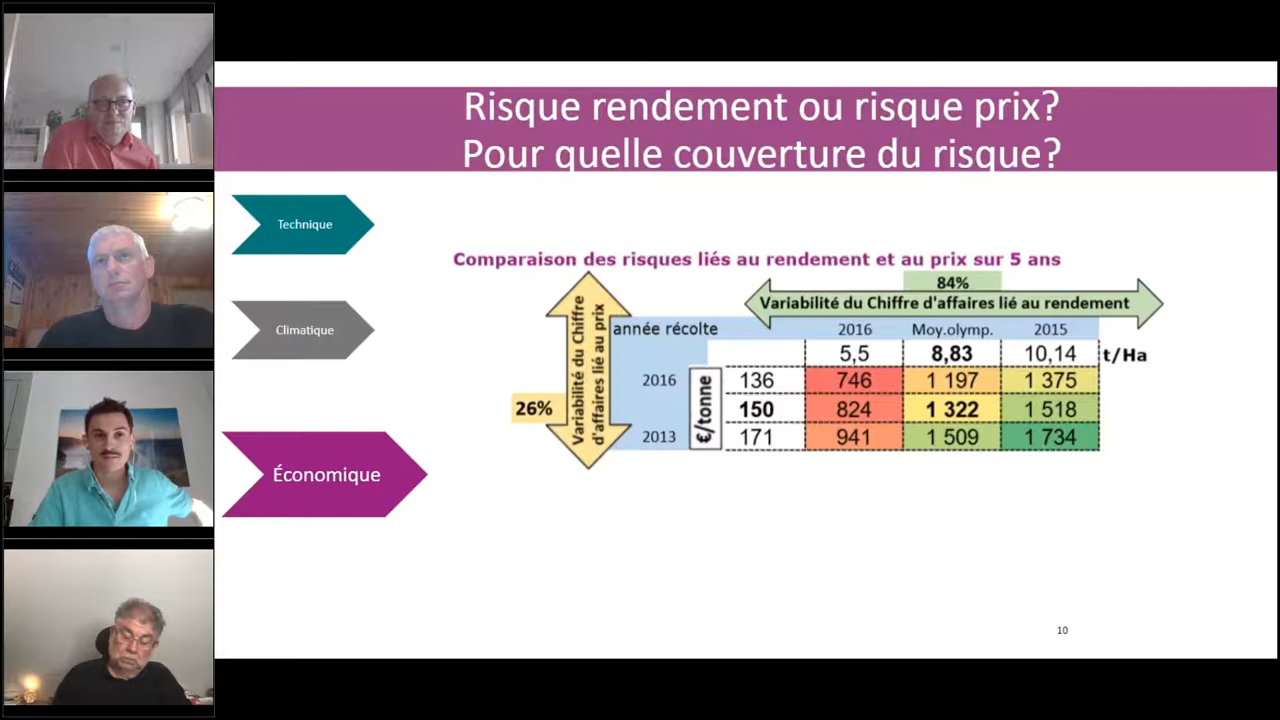 Risque rendement ou risque prix?
Pour quelle couverture du risque?
Technique
Climatique
Économique
Comparaison des risques liés au rendement et au prix sur 5 ans
84%
Variabilité du Chiffre d'affaires lié au rendement
26%
Variabilité du Chiffre
d'affaires lié au prix
année récolte
2016 Moy.olymp. 2015
5,5 8,83 10,14 t/Ha
€/tonne
2016 136 746 1 197 1 375
150 824 1 322 1 518
2013 171 941 1 509 1 734
10